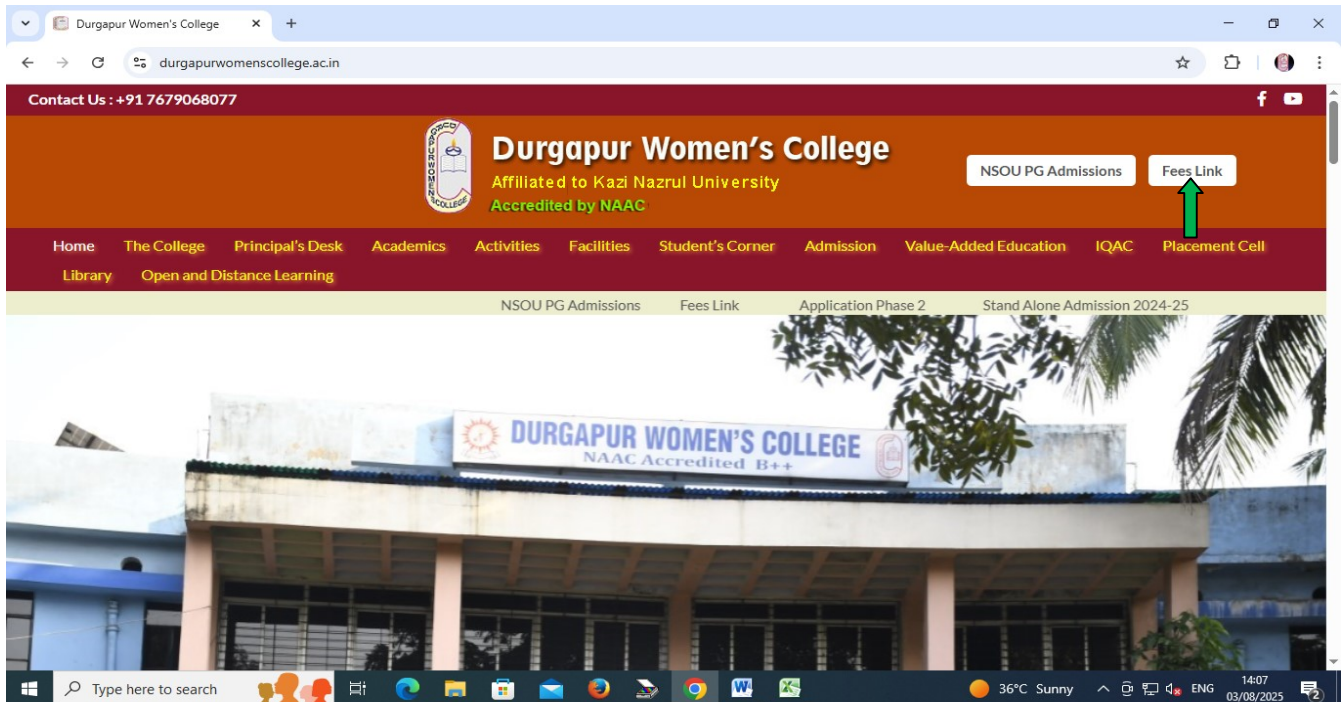 Durgapur Women's College
durgapurwomenscollege.ac.in
Contact Us : +91 7679068077
DURGAPUR WOMEN'S COLLEGE
Durgapur Women's College
Affiliated to Kazi Nazrul University
Accredited by NAAC
NSOU PG Admissions Fees Link
Home The College Principal's Desk Academics Activities Facilities Student's Corner Admission Value-Added Education IQAC Placement Cell
Library Open and Distance Learning
NSOU PG Admissions Fees Link Application Phase 2 Stand Alone Admission 2024-25
DURGAPUR WOMEN'S COLLEGE
NAAC Accredited B++
Type here to search
36°C Sunny
ENG
14:07
03/08/2025
2